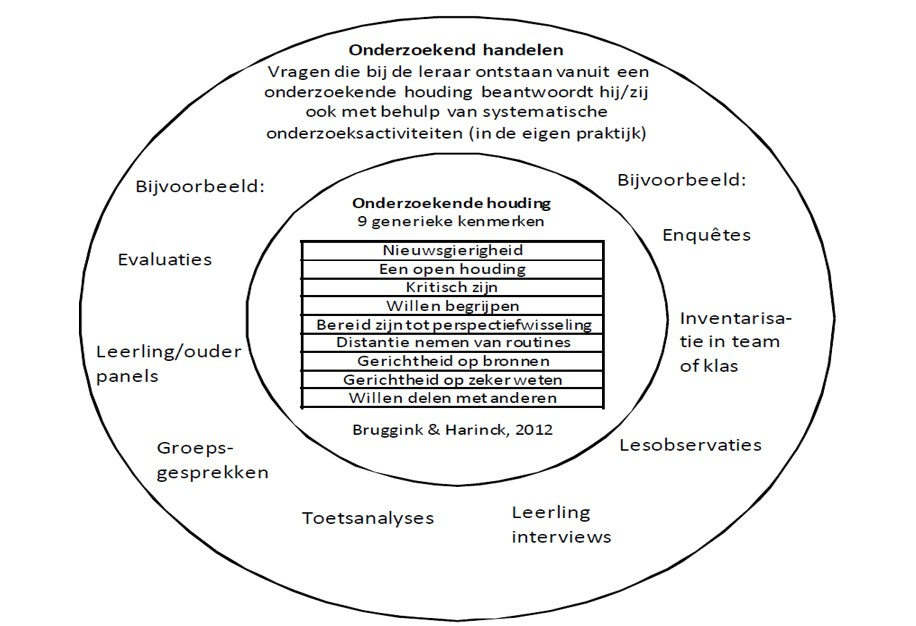 Onderzoekend handelen
Vragen die bij de leraar ontstaan vanuit een
onderzoekende houding beantwoordt hij/zij
ook met behulp van systematische
onderzoeksactiviteiten (in de eigen praktijk)
Bijvoorbeeld:
Evaluaties
Leerling/ouder
panels
Groeps-
gesprekken
Toetsanalyses
Onderzoekende houding
9 generieke kenmerken
Nieuwsgierigheid
Een open houding
Kritisch zijn
Willen begrijpen
Bereid zijn tot perspectiefwisseling
Distantie nemen van routines
Gerichtheid op bronnen
Gerichtheid op zeker weten
Willen delen met anderen
Bruggink & Harinck, 2012
Bijvoorbeeld:
Enquêtes
Inventarisa-
tie in team
of klas
Lesobservaties
Leerling
interviews